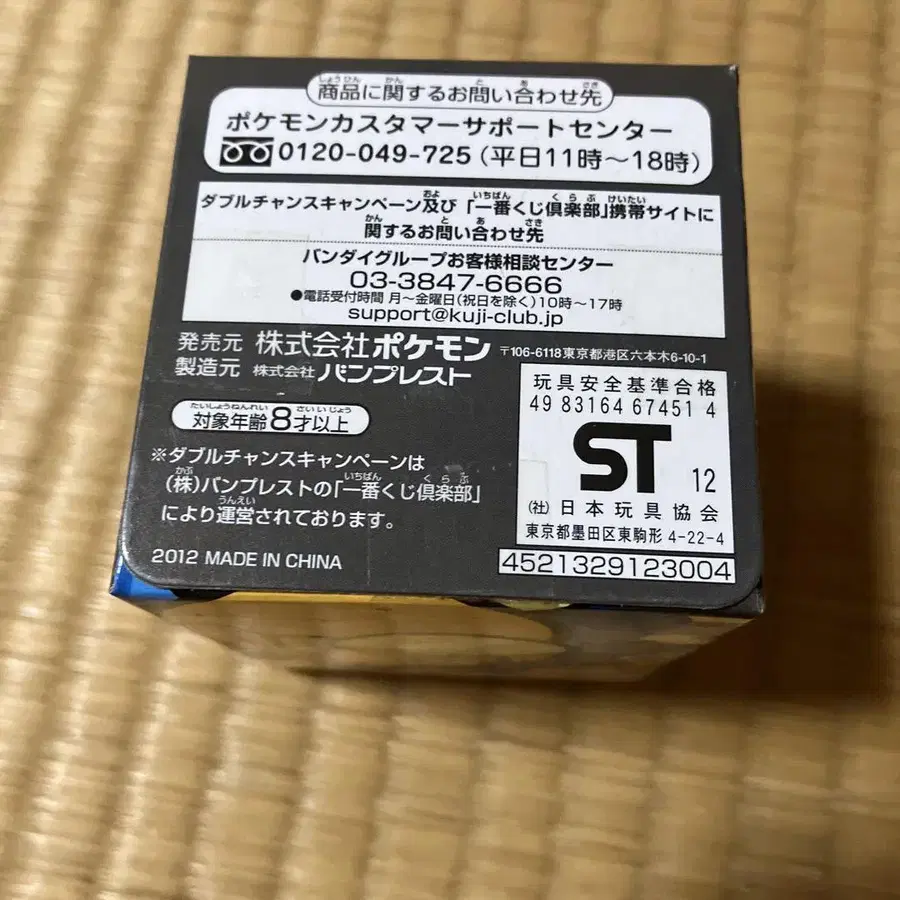 商品に関するお問い合わせ先
ポケモンカスタマーサポートセンター
0120-049-725 (平日11時～18時)
ダブルチャンスキャンペーン及び「一番くじ倶楽部」携帯サイトに
関するお問い合わせ先
バンダイグループお客様相談センター
03-3847-6666
●電話受付時間 月～金曜日(祝日を除く)10時～17時
support@kuji-club.jp
発売元 株式会社ポケモン 〒106-6118東京都港区六本木6-10-1
製造元 株式会社 バンプレスト
対象年齢8才以上
※ダブルチャンスキャンペーンは
(株)バンプレストの「一番くじ倶楽部」
により運営されております。
2012 MADE IN CHINA
玩具安全基準合格
49 83164 67451 4
ST 12
(社) 日本玩具協会
東京都墨田区東駒形 4-22-4
4521329123004